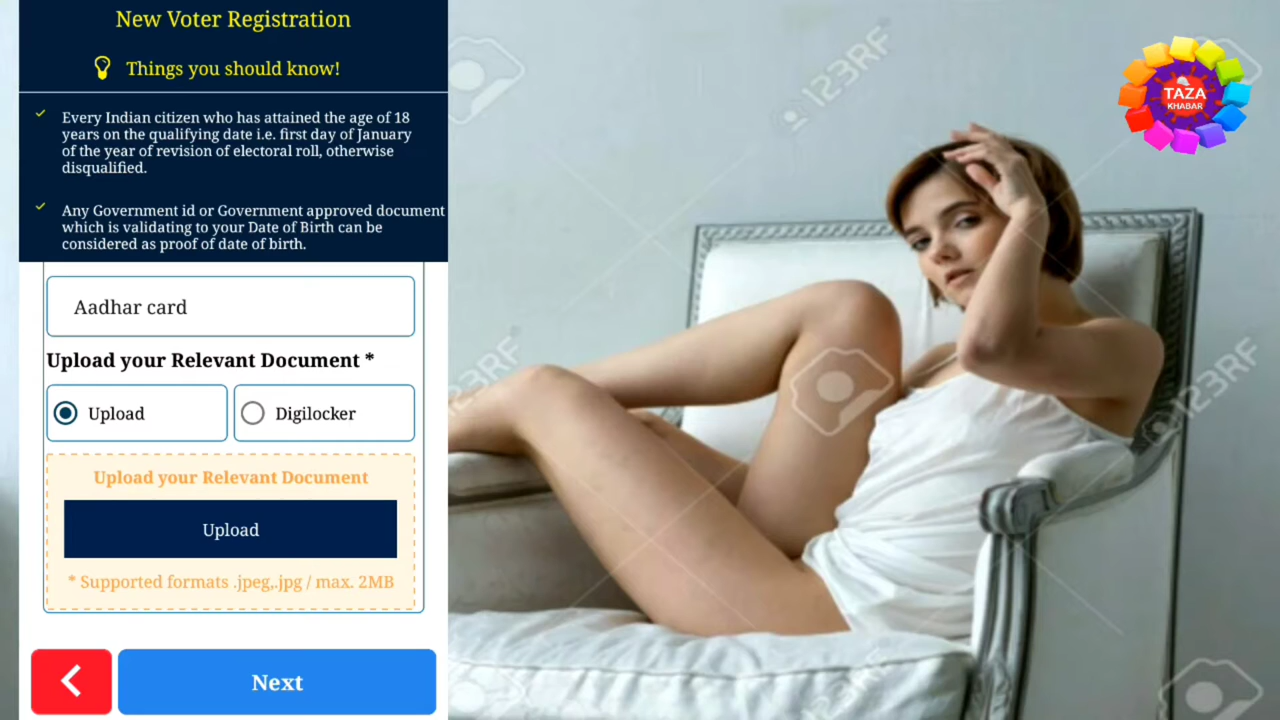 New Voter Registration
Things you should know!
Every Indian citizen who has attained the age of 18
years on the qualifying date i.e. first day of January
of the year of revision of electoral roll, otherwise
disqualified.
Any Government id or Government approved document
which is validating to your Date of Birth can be
considered as proof of date of birth.
Aadhar card
Upload your Relevant Document *
Upload
Digilocker
Upload your Relevant Document
Upload
* Supported formats .jpeg,.jpg / max. 2MB
Next
TAZA
KHABAR
123RF
123RF
123RF
123RF